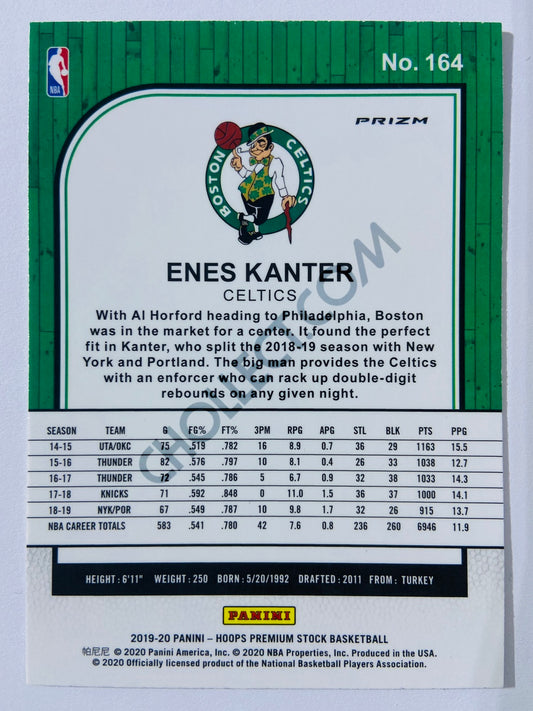 No. 164
NBA
PRIZM
BOSTON CELTICS
ENES KANTER
CELTICS
With Al Horford heading to Philadelphia, Boston
was in the market for a center. It found the perfect
fit in Kanter, who split the 2018-19 season with New
York and Portland. The big man provides the Celtics
with an enforcer who can rack up double-digit
rebounds on any given night.
CHOLLECT.COM
SEASON TEAM G FG% FT% 3PM RPG APG STL BLK PTS PPG
14-15 UTA/OKC 75 .519 .782 16 8.9 0.7 36 29 1163 15.5
15-16 THUNDER 82 .576 .797 10 8.1 0.4 26 33 1038 12.7
16-17 THUNDER 72 .545 .786 5 6.7 0.9 32 38 1033 14.3
17-18 KNICKS 71 .592 .848 0 11.0 1.5 36 37 1000 14.1
18-19 NYK/POR 67 .549 .787 10 9.8 1.7 32 26 915 13.7
NBA CAREER TOTALS 583 .541 .780 42 7.6 0.8 236 260 6946 11.9
HEIGHT: 6'11" WEIGHT: 250 BORN: 5/20/1992 DRAFTED: 2011 FROM: TURKEY
PANINI
2019-20 PANINI – HOOPS PREMIUM STOCK BASKETBALL
帕尼尼 © 2020 Panini America, Inc. © 2020 NBA Properties, Inc. Produced in the USA.
© 2020 Officially licensed product of the National Basketball Players Association.